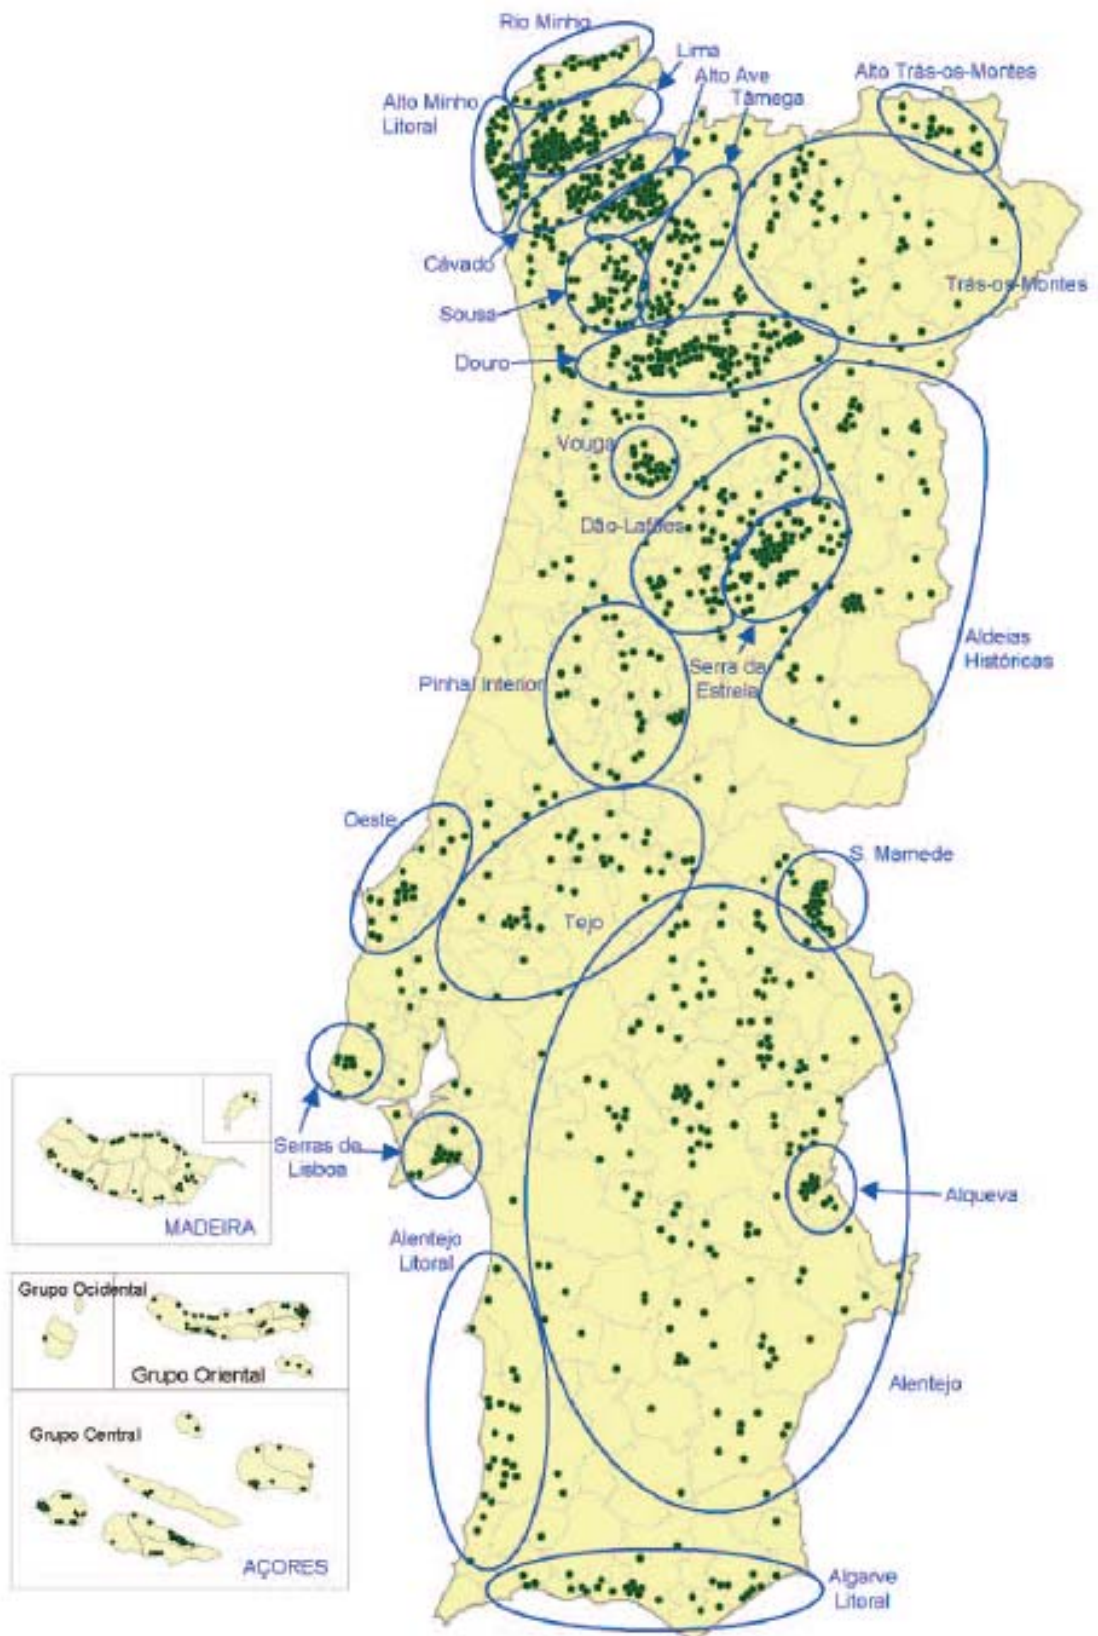 Rio Minho
Lima
Alto Ave
Tâmega
Alto Trás-os-Montes
Alto Minho
Litoral
Cávado
Trás-os-Montes
Sousa
Douro
Vouga
Dão-Lafões
Aldeias
Históricas
Serra da
Estrela
Pinhal Interior
Oeste
S. Mamede
Tejo
Serras de
Lisboa
MADEIRA
Alqueva
Alentejo
Litoral
Grupo Ocidental
Grupo Oriental
Alentejo
Grupo Central
AÇORES
Algarve
Litoral